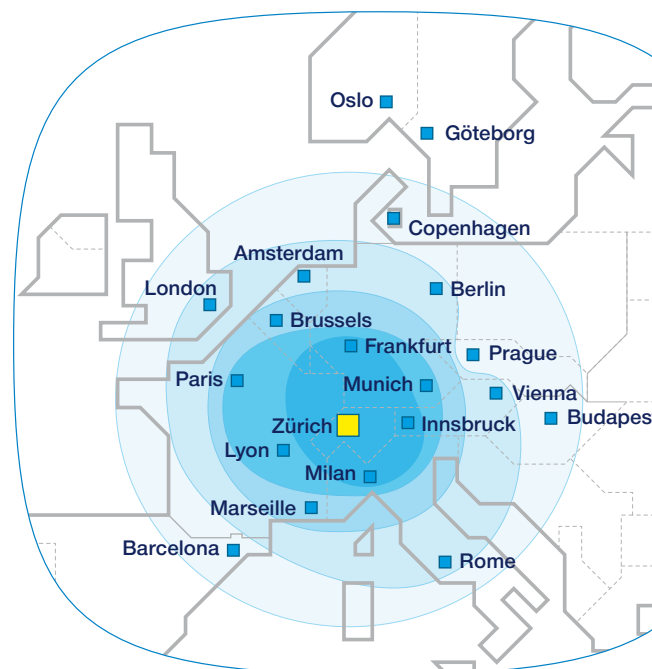 Oslo
Göteborg
Copenhagen
Amsterdam
London
Berlin
Brussels
Frankfurt
Prague
Paris
Munich
Vienna
Zürich
Innsbruck
Budapes
Lyon
Milan
Marseille
Barcelona
Rome